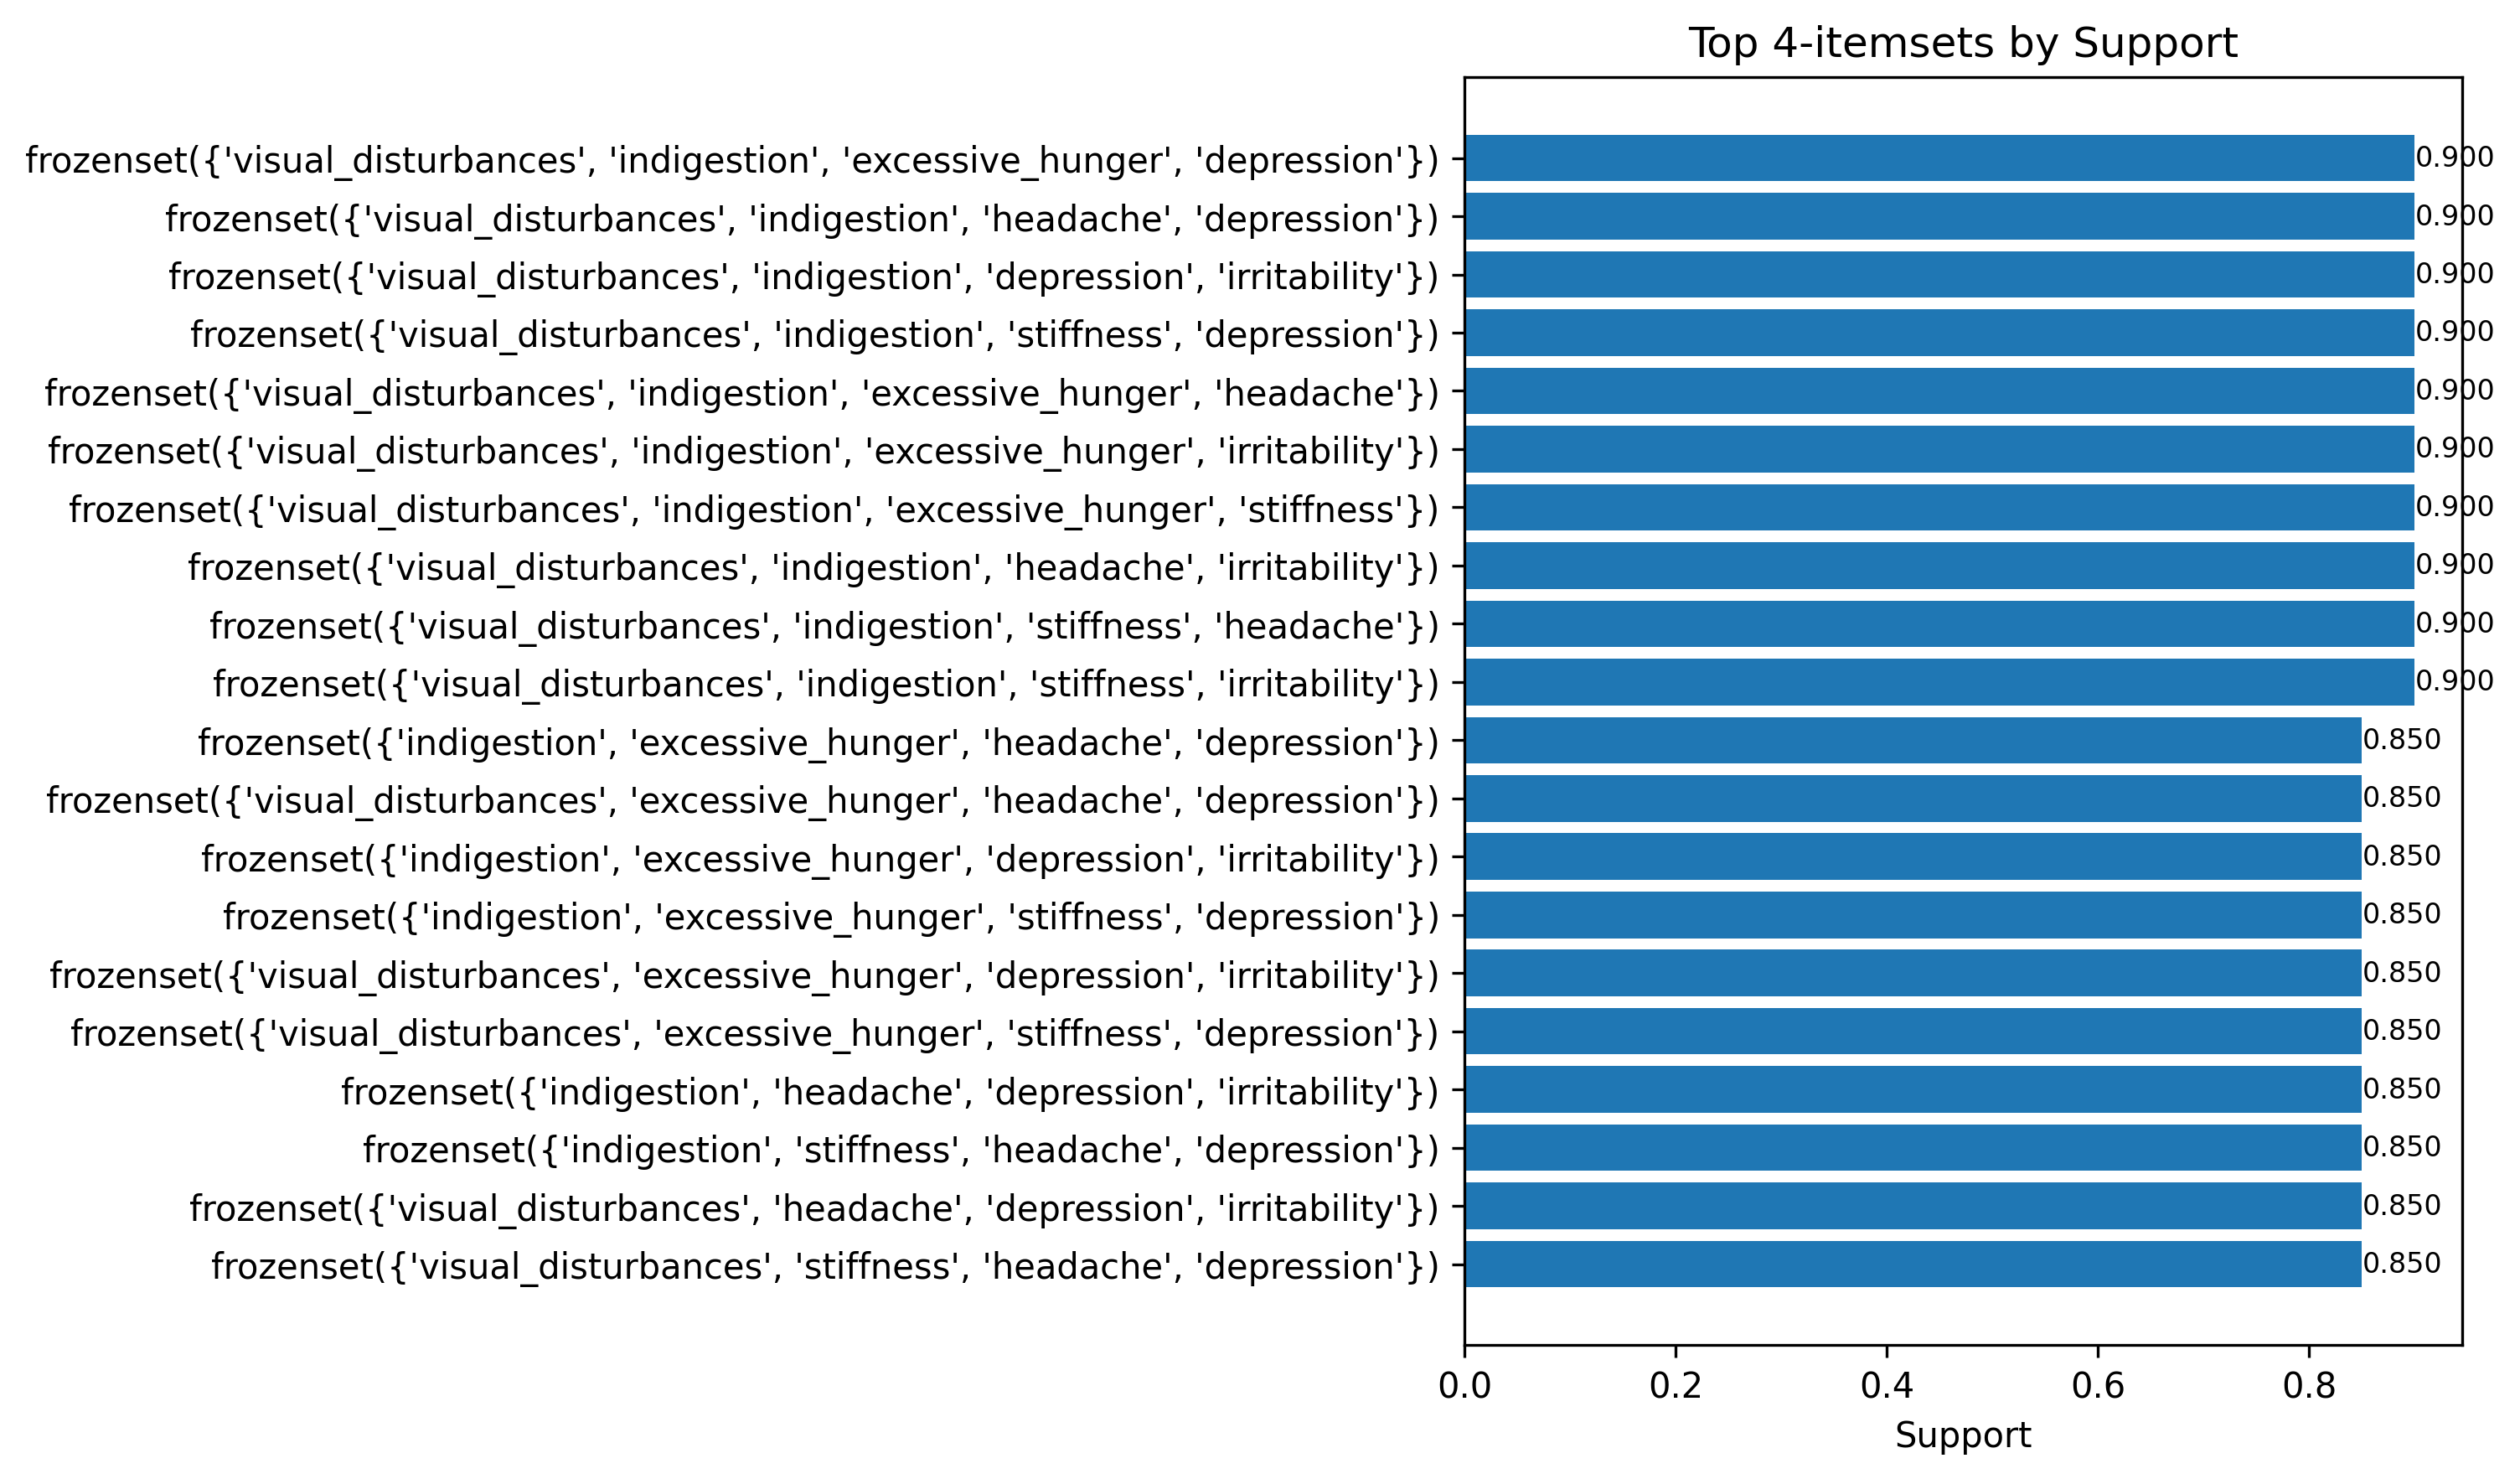 Top 4-itemsets by Support
frozenset({'visual_disturbances', 'indigestion', 'excessive_hunger', 'depression'}) 0.900
frozenset({'visual_disturbances', 'indigestion', 'headache', 'depression'}) 0.900
frozenset({'visual_disturbances', 'indigestion', 'depression', 'irritability'}) 0.900
frozenset({'visual_disturbances', 'indigestion', 'stiffness', 'depression'}) 0.900
frozenset({'visual_disturbances', 'indigestion', 'excessive_hunger', 'headache'}) 0.900
frozenset({'visual_disturbances', 'indigestion', 'excessive_hunger', 'irritability'}) 0.900
frozenset({'visual_disturbances', 'indigestion', 'excessive_hunger', 'stiffness'}) 0.900
frozenset({'visual_disturbances', 'indigestion', 'headache', 'irritability'}) 0.900
frozenset({'visual_disturbances', 'indigestion', 'stiffness', 'headache'}) 0.900
frozenset({'visual_disturbances', 'indigestion', 'stiffness', 'irritability'}) 0.900
frozenset({'indigestion', 'excessive_hunger', 'headache', 'depression'}) 0.850
frozenset({'visual_disturbances', 'excessive_hunger', 'headache', 'depression'}) 0.850
frozenset({'indigestion', 'excessive_hunger', 'depression', 'irritability'}) 0.850
frozenset({'indigestion', 'excessive_hunger', 'stiffness', 'depression'}) 0.850
frozenset({'visual_disturbances', 'excessive_hunger', 'depression', 'irritability'}) 0.850
frozenset({'visual_disturbances', 'excessive_hunger', 'stiffness', 'depression'}) 0.850
frozenset({'indigestion', 'headache', 'depression', 'irritability'}) 0.850
frozenset({'indigestion', 'stiffness', 'headache', 'depression'}) 0.850
frozenset({'visual_disturbances', 'headache', 'depression', 'irritability'}) 0.850
frozenset({'visual_disturbances', 'stiffness', 'headache', 'depression'}) 0.850
0.0 0.2 0.4 0.6 0.8
Support